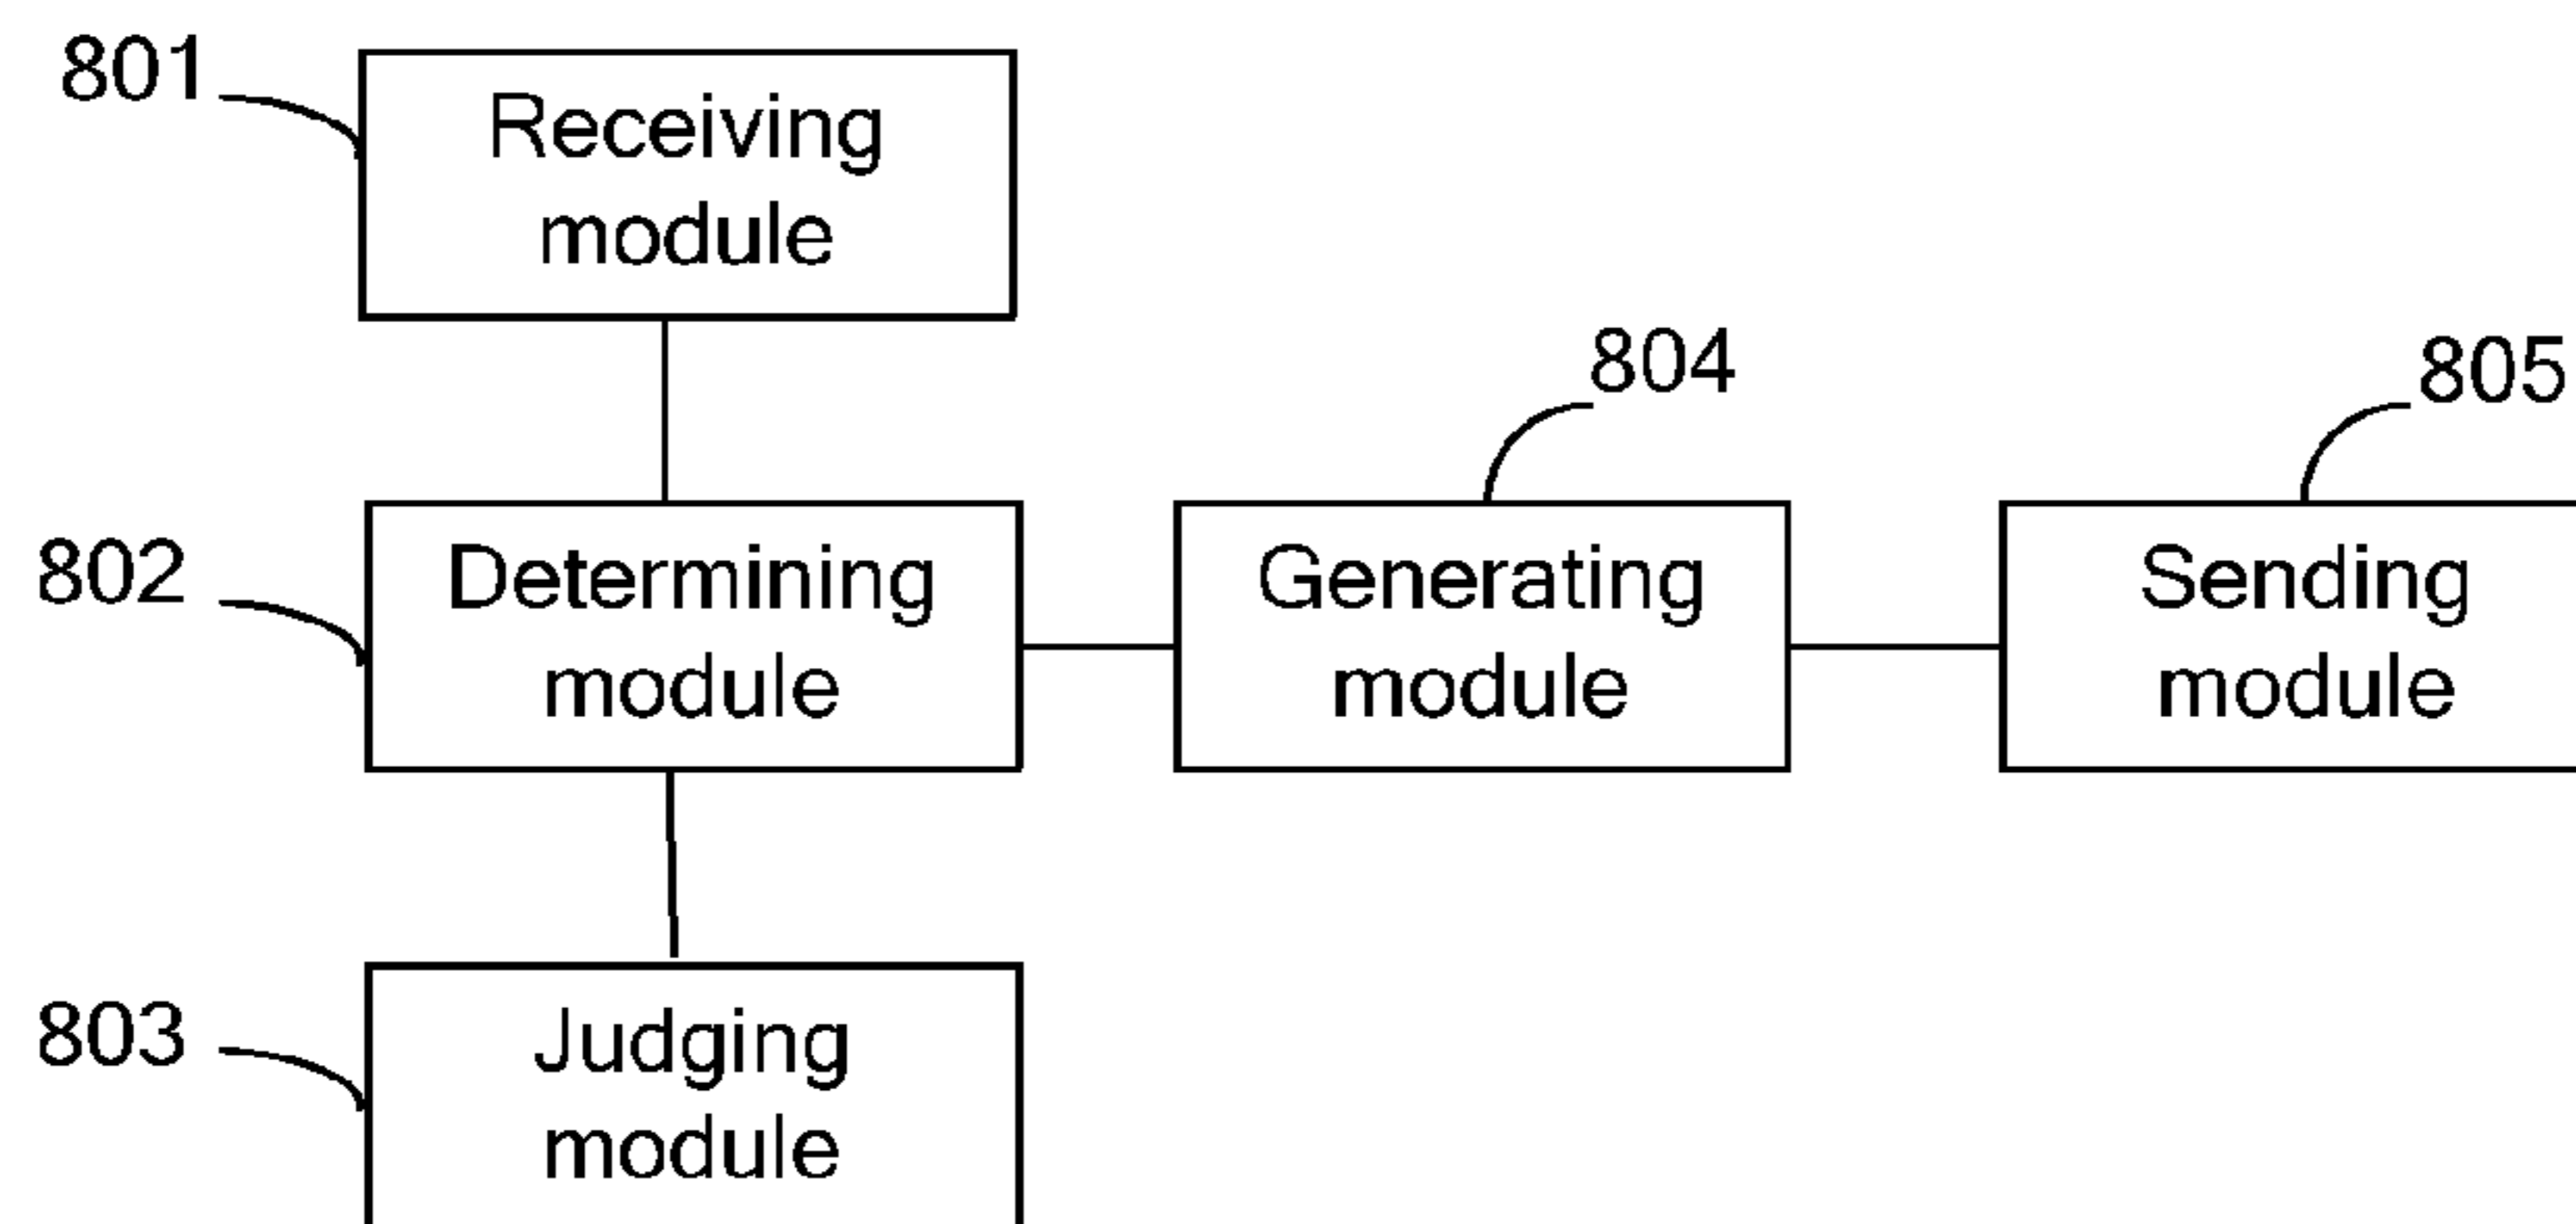 801
Receiving
module
804
805
802
Determining
module
Generating
module
Sending
module
803
Judging
module